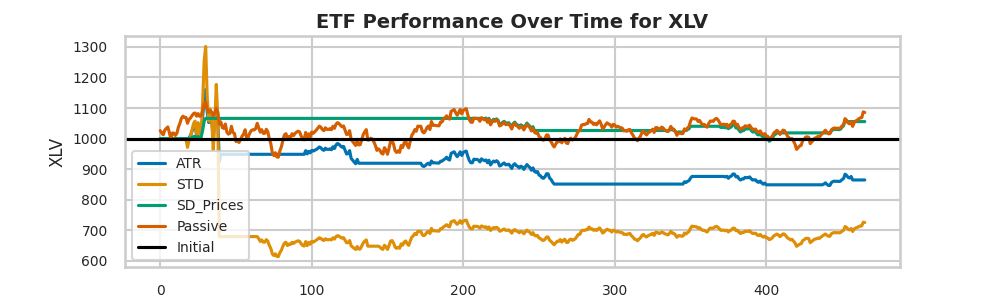 ETF Performance Over Time for XLV
XLV
1300
1200
1100
1000
900
800
700
600
ATR
STD
SD_Prices
Passive
Initial
0 100 200 300 400